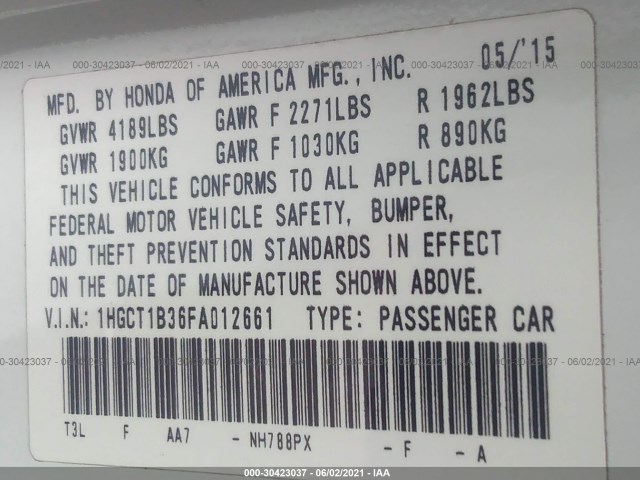 05/'15
MFD. BY HONDA OF AMERICA MFG., INC.
GVWR 4189LBS GAWR F 2271LBS R 1962LBS
GVWR 1900KG GAWR F 1030KG R 890KG
THIS VEHICLE CONFORMS TO ALL APPLICABLE
FEDERAL MOTOR VEHICLE SAFETY, BUMPER,
AND THEFT PREVENTION STANDARDS IN EFFECT
ON THE DATE OF MANUFACTURE SHOWN ABOVE.
V.I.N.: 1HGCT1B36FA012661 TYPE: PASSENGER CAR
T3L F AA7 - NH788PX - F - A
000-30423037 - 06/02/2021 - IAA